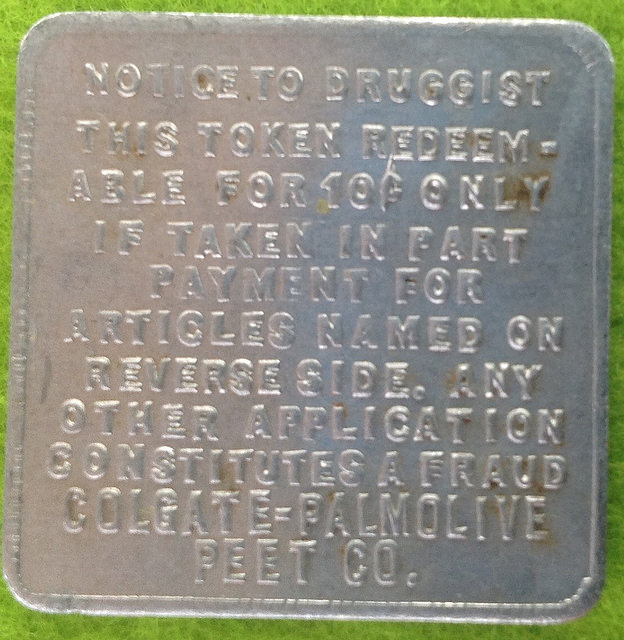 NOTICE TO DRUGGIST
THIS TOKEN REDEEM-
ABLE FOR 10¢ ONLY
IF TAKEN IN PART
PAYMENT FOR
ARTICLES NAMED ON
REVERSE SIDE. ANY
OTHER APPLICATION
CONSTITUTES A FRAUD
COLGATE-PALMOLIVE
PEET CO.